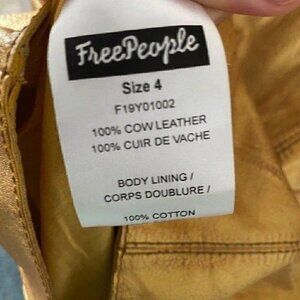 FreePeople
Size 4
F19Y01002
100% COW LEATHER
100% CUIR DE VACHE
BODY LINING /
CORPS DOUBLURE /
100% COTTON